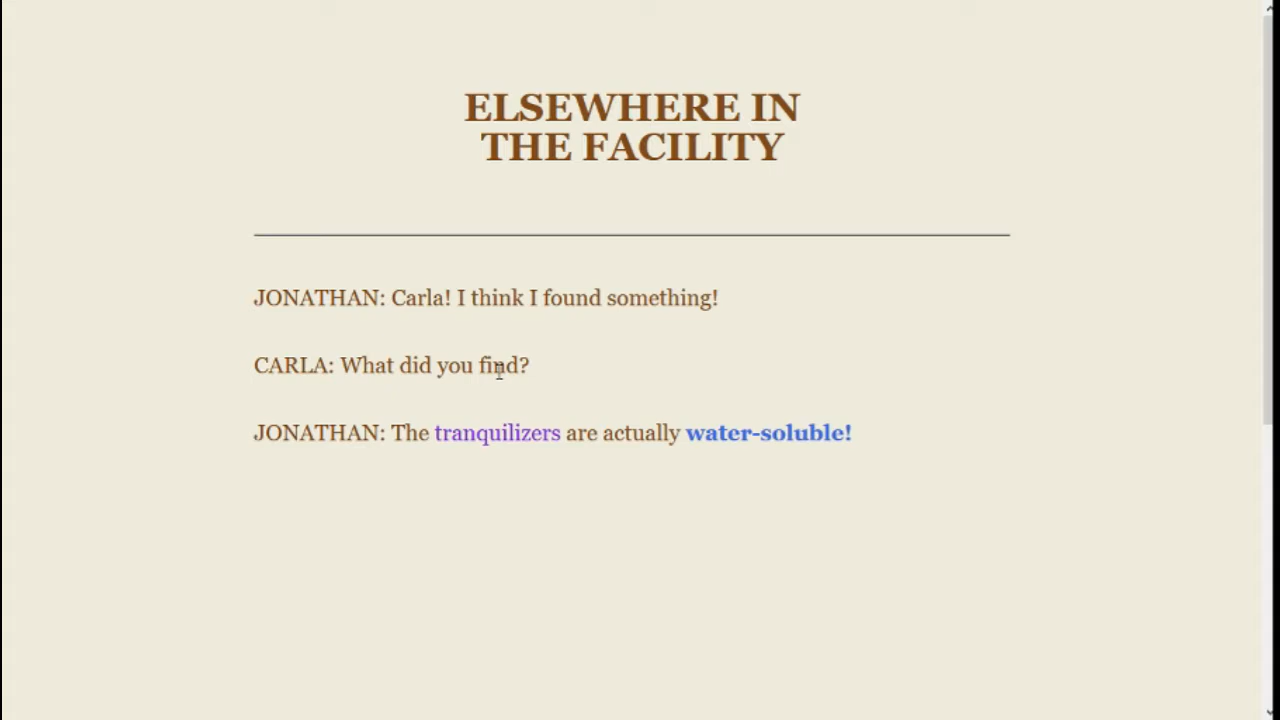 ELSEWHERE IN
THE FACILITY
JONATHAN: Carla! I think I found something!
CARLA: What did you find?
JONATHAN: The tranquilizers are actually water-soluble!